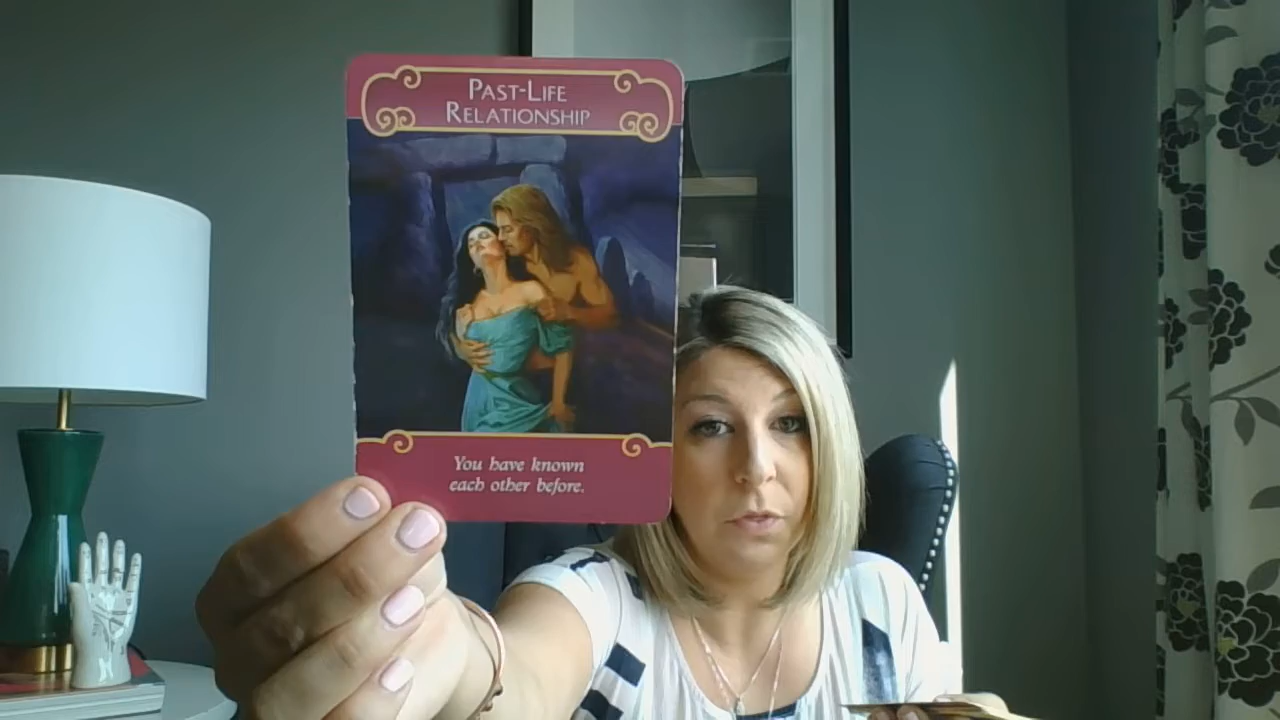 PAST-LIFE
RELATIONSHIP
You have known
each other before.